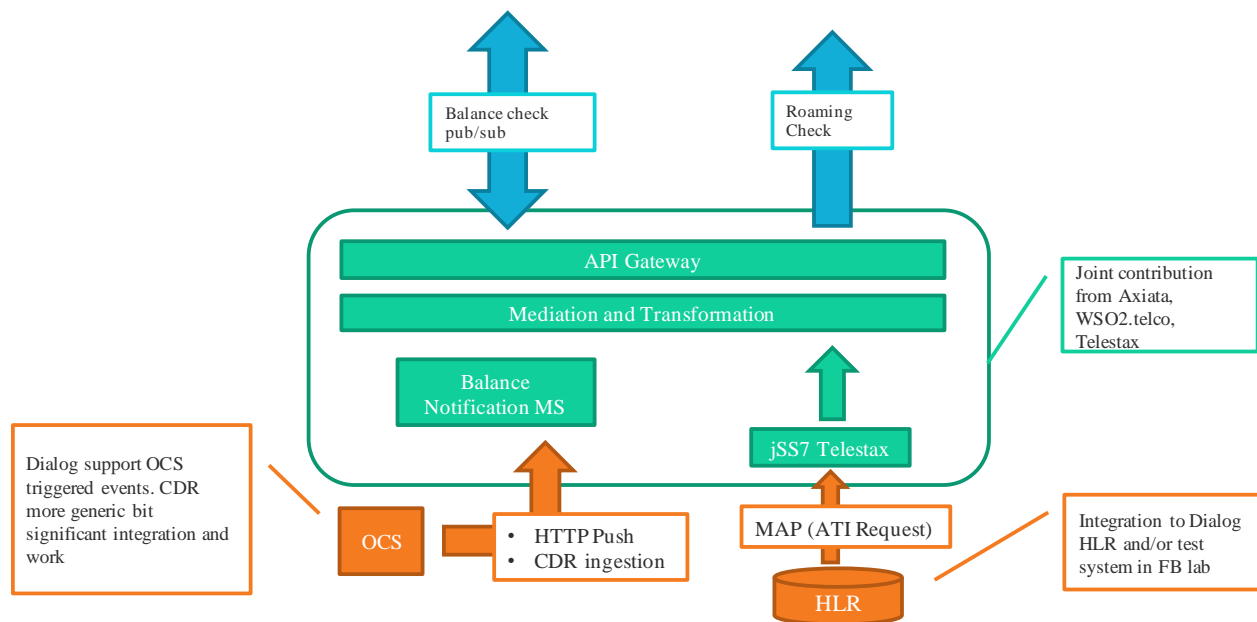 Balance check
pub/sub
Roaming
Check
API Gateway
Mediation and Transformation
Joint contribution
from Axiata,
WSO2.telco,
Telestax
Balance
Notification MS
jSS7 Telestax
Dialog support OCS
triggered events. CDR
more generic bit
significant integration and
work
OCS
• HTTP Push
• CDR ingestion
MAP (ATI Request)
HLR
Integration to Dialog
HLR and/or test
system in FB lab